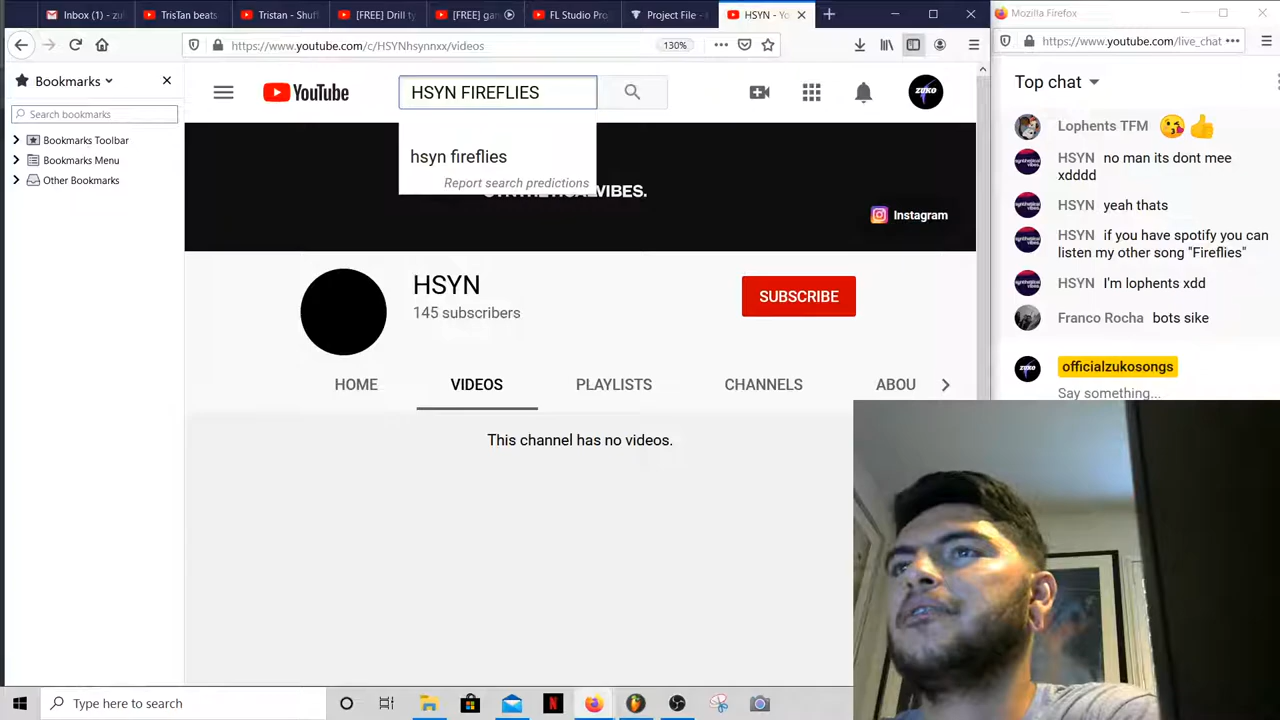 Inbox (1) - z
TrisTan beats
Tristan - Shuf
[FREE] Drill ty
[FREE] gan
FL Studio Pro
Project File -
HSYN - Yo
Mozilla Firefox
https://www.youtube.com/c/HSYNhsynnxx/videos
130%
https://www.youtube.com/live_chat
Bookmarks
Search bookmarks
Bookmarks Toolbar
Bookmarks Menu
Other Bookmarks
YouTube
HSYN FIREFLIES
hsyn fireflies
Report search predictions
VIBES.
Instagram
ZUKO
HSYN
145 subscribers
SUBSCRIBE
HOME
VIDEOS
PLAYLISTS
CHANNELS
ABOU
This channel has no videos.
Top chat
Lophents TFM
HSYN no man its dont mee
xdddd
HSYN yeah thats
HSYN if you have spotify you can
listen my other song "Fireflies"
HSYN I'm lophents xdd
Franco Rocha bots sike
officialzukosongs
Say something...
Type here to search